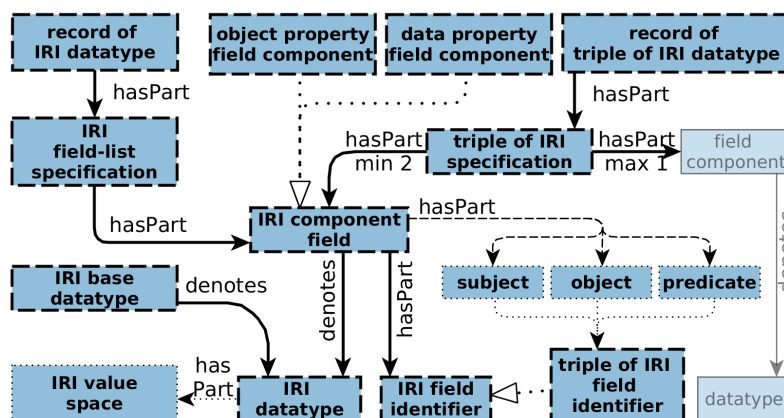 record of
IRI datatype
object property
field component
data property
field component
record of
triple of IRI datatype
hasPart
hasPart
IRI
field-list
specification
hasPart
min 2
triple of IRI
specification
hasPart
max 1
field
component
hasPart
IRI component
field
hasPart
denotes
IRI base
datatype
denotes
denotes
hasPart
subject
object
predicate
IRI value
space
has
Part
IRI
datatype
IRI field
identifier
triple of IRI
field
identifier
datatype